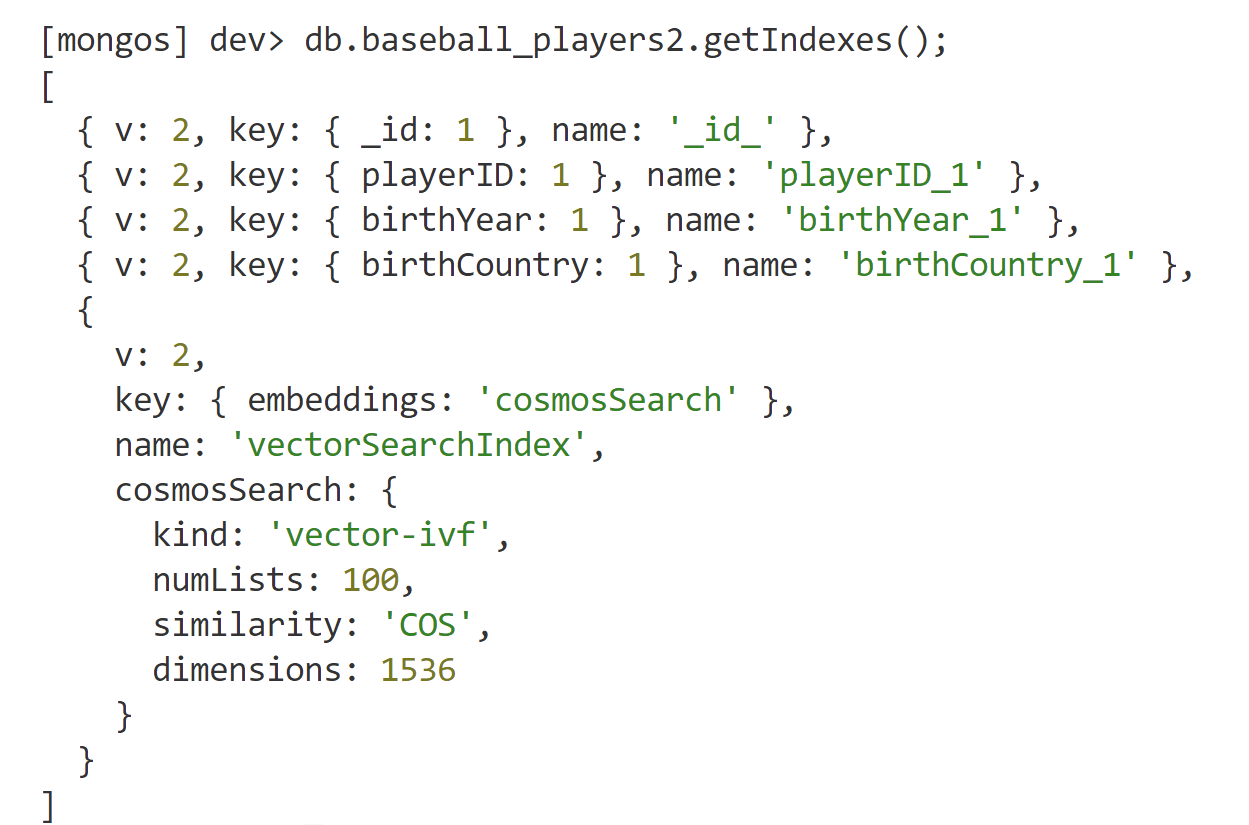 [mongos] dev> db.baseball_players2.getIndexes();
[
  { v: 2, key: { _id: 1 }, name: '_id_' },
  { v: 2, key: { playerID: 1 }, name: 'playerID_1' },
  { v: 2, key: { birthYear: 1 }, name: 'birthYear_1' },
  { v: 2, key: { birthCountry: 1 }, name: 'birthCountry_1' },
  {
    v: 2,
    key: { embeddings: 'cosmosSearch' },
    name: 'vectorSearchIndex',
    cosmosSearch: {
      kind: 'vector-ivf',
      numLists: 100,
      similarity: 'COS',
      dimensions: 1536
    }
  }
]